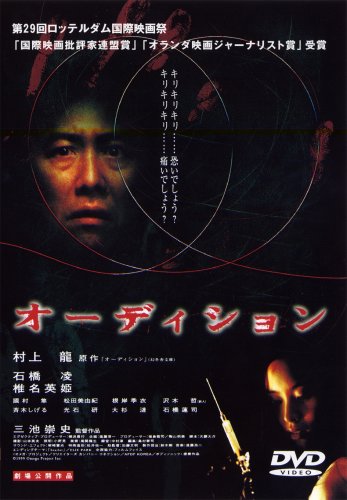 第29回ロッテルダム国際映画祭
「国際映画批評家連盟賞」「オランダ映画ジャーナリスト賞」受賞
キリキリキリ……恐いでしょう?
キリキリキリ……痛いでしょう?
オーディション
村上 龍 原作「オーディション」
石橋 凌
椎名英姫
國村 隼 松田美由紀 根岸季衣 沢木 哲
斉木しげる 光石 研 大杉 漣 石橋蓮司
三池崇史 監督作品
劇場公開作品
DVD
VIDEO